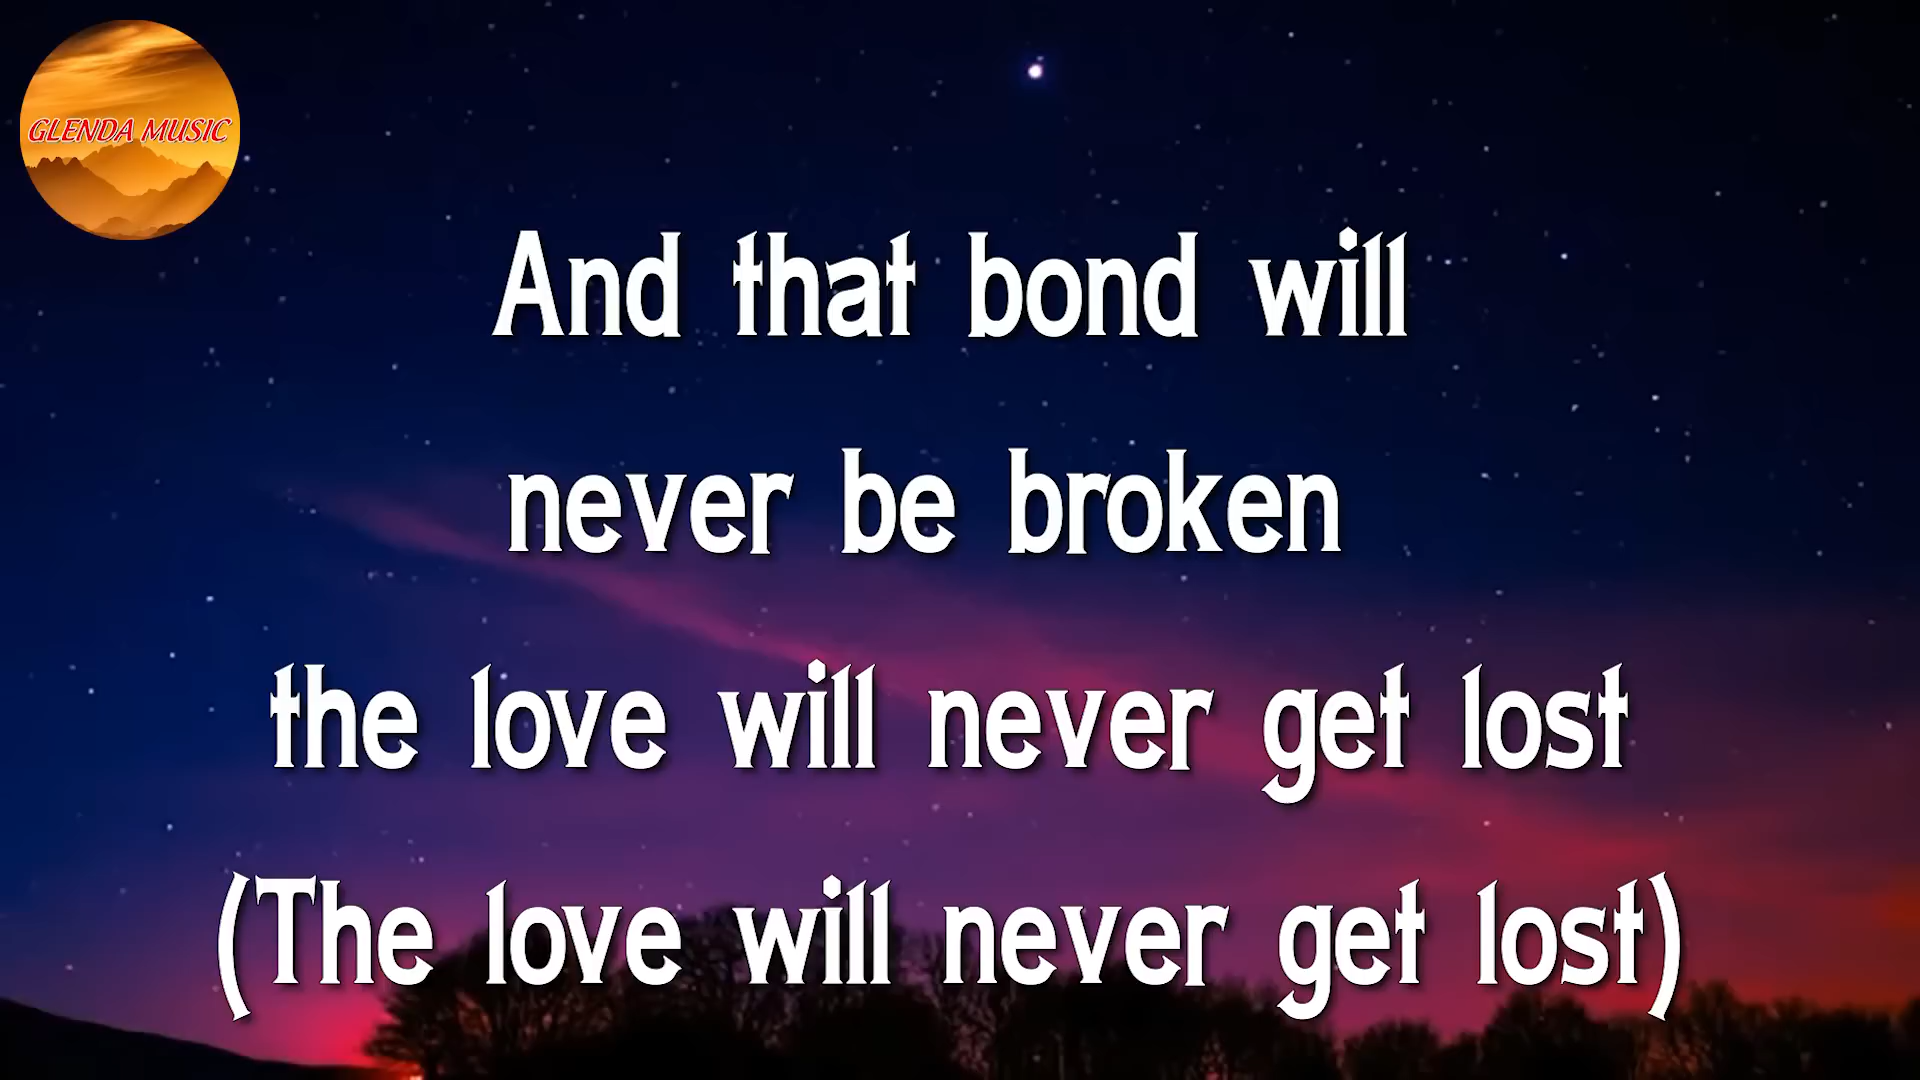 GLENDA MUSIC
And that bond will
never be broken
the love will never get lost
(The love will never get lost)